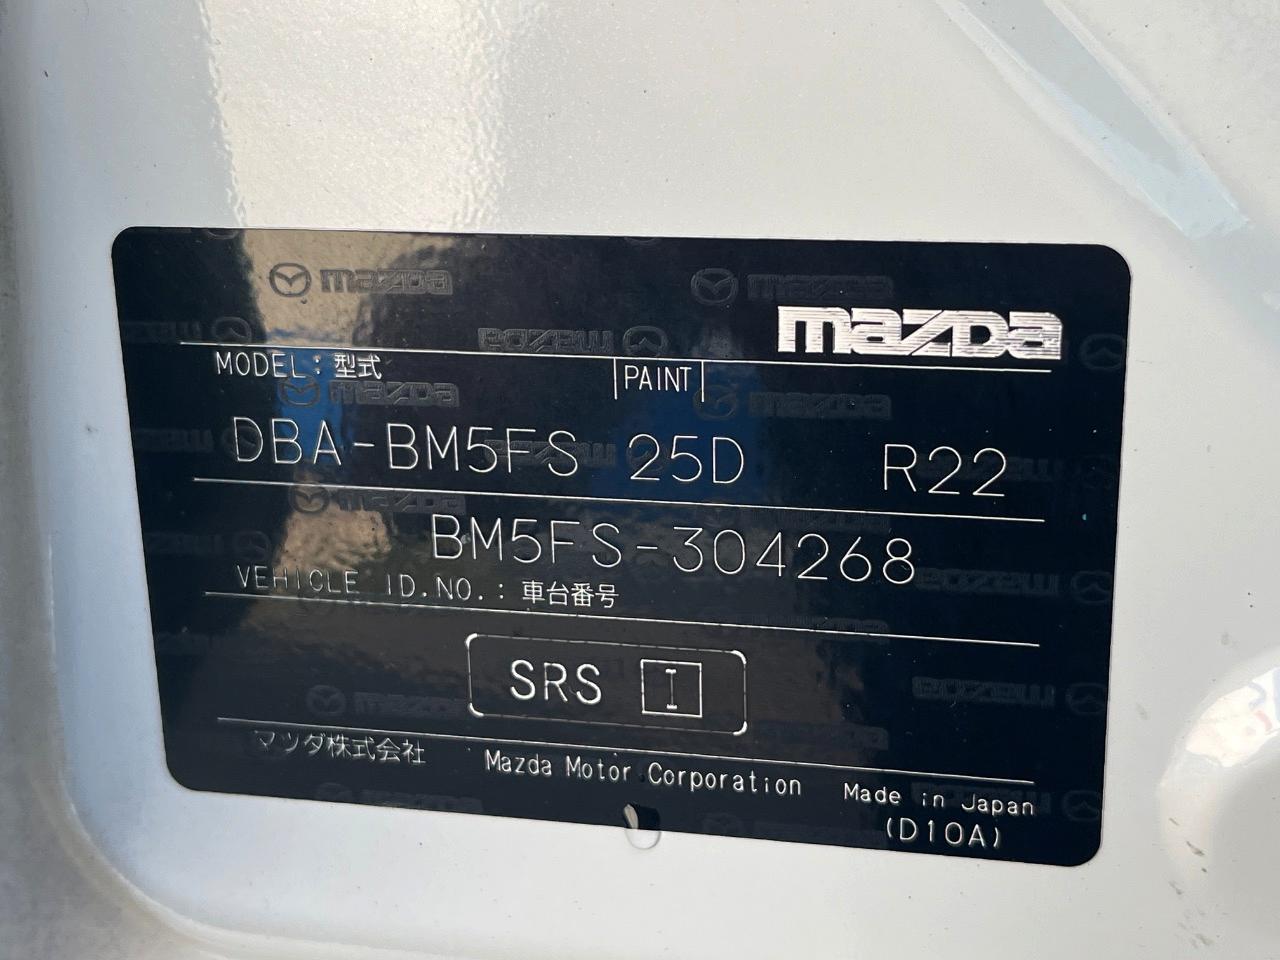 mazda
MODEL: 型式 PAINT
DBA-BM5FS 25D R22
BM5FS-304268
VEHICLE ID.NO.: 車台番号
SRS I
マツダ株式会社 Mazda Motor Corporation Made in Japan
(D10A)